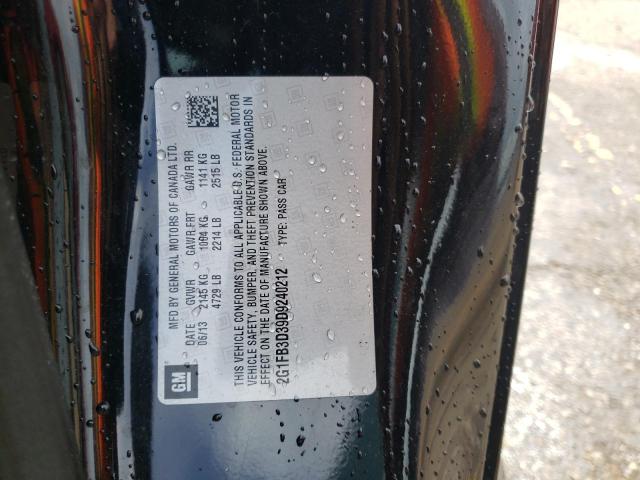 GM
MFD BY GENERAL MOTORS OF CANADA LTD.
DATE GVWR GAWR FRT GAWR RR
06/13 2145 KG 1004 KG 1141 KG
4729 LB 2214 LB 2515 LB
THIS VEHICLE CONFORMS TO ALL APPLICABLE U.S. FEDERAL MOTOR
VEHICLE SAFETY, BUMPER, AND THEFT PREVENTION STANDARDS IN
EFFECT ON THE DATE OF MANUFACTURE SHOWN ABOVE.
2G1FB3D39D9240212 TYPE: PASS CAR